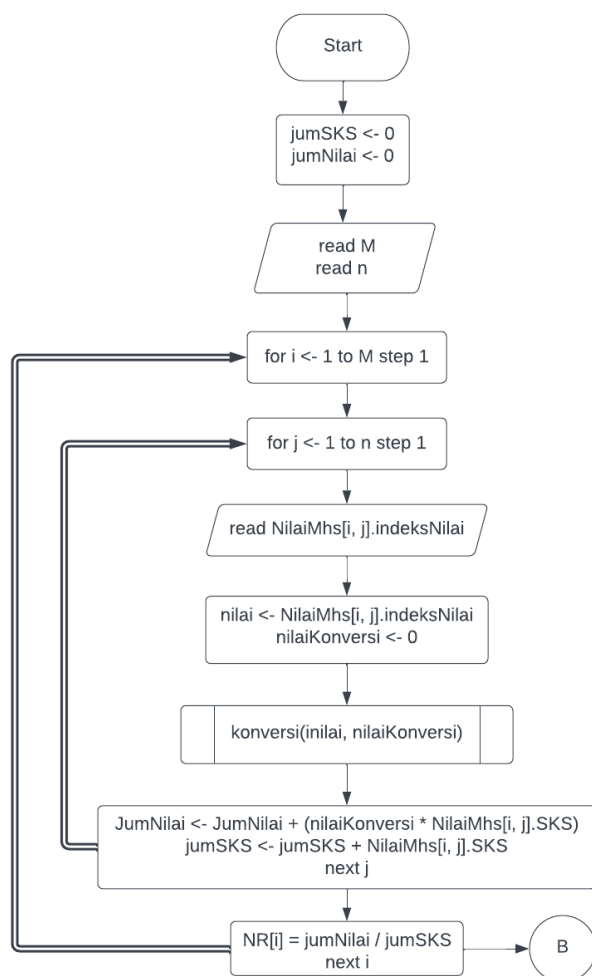 Start
jumSKS <- 0
jumNilai <- 0
read M
read n
for i <- 1 to M step 1
for j <- 1 to n step 1
read NilaiMhs[i, j].indeksNilai
nilai <- NilaiMhs[i, j].indeksNilai
nilaiKonversi <- 0
konversi(inilai, nilaiKonversi)
JumNilai <- JumNilai + (nilaiKonversi * NilaiMhs[i, j].SKS)
jumSKS <- jumSKS + NilaiMhs[i, j].SKS
next j
NR[i] = jumNilai / jumSKS
next i
B